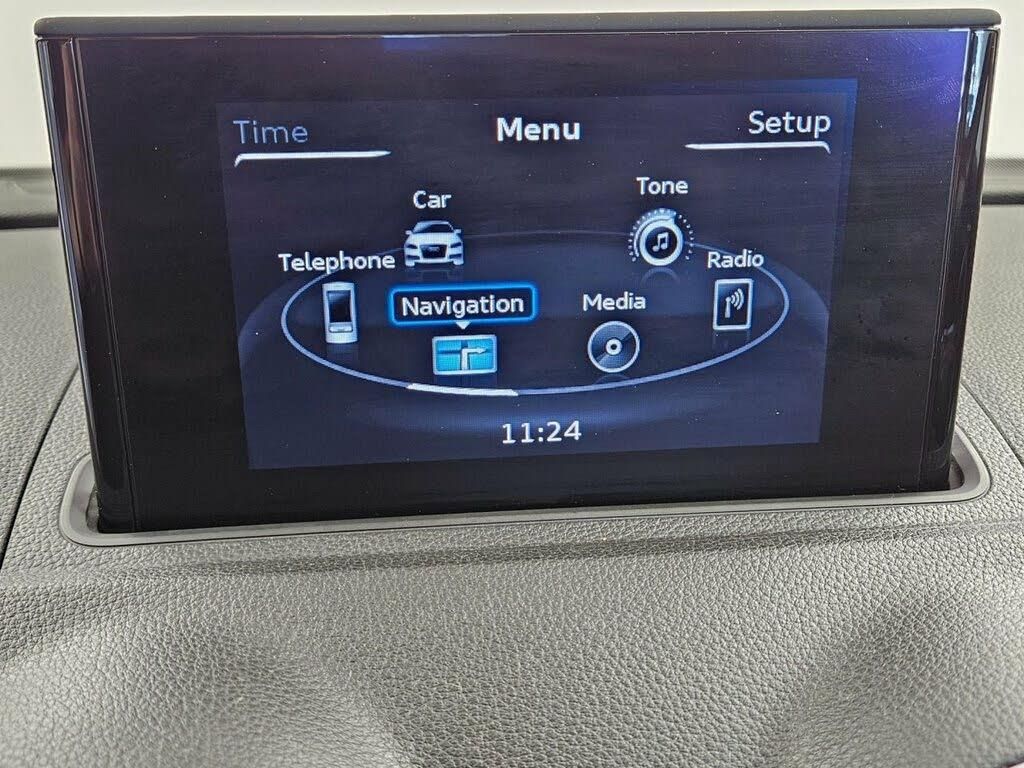 Time
Menu
Setup
Car
Tone
Telephone
Radio
Navigation
Media
11:24